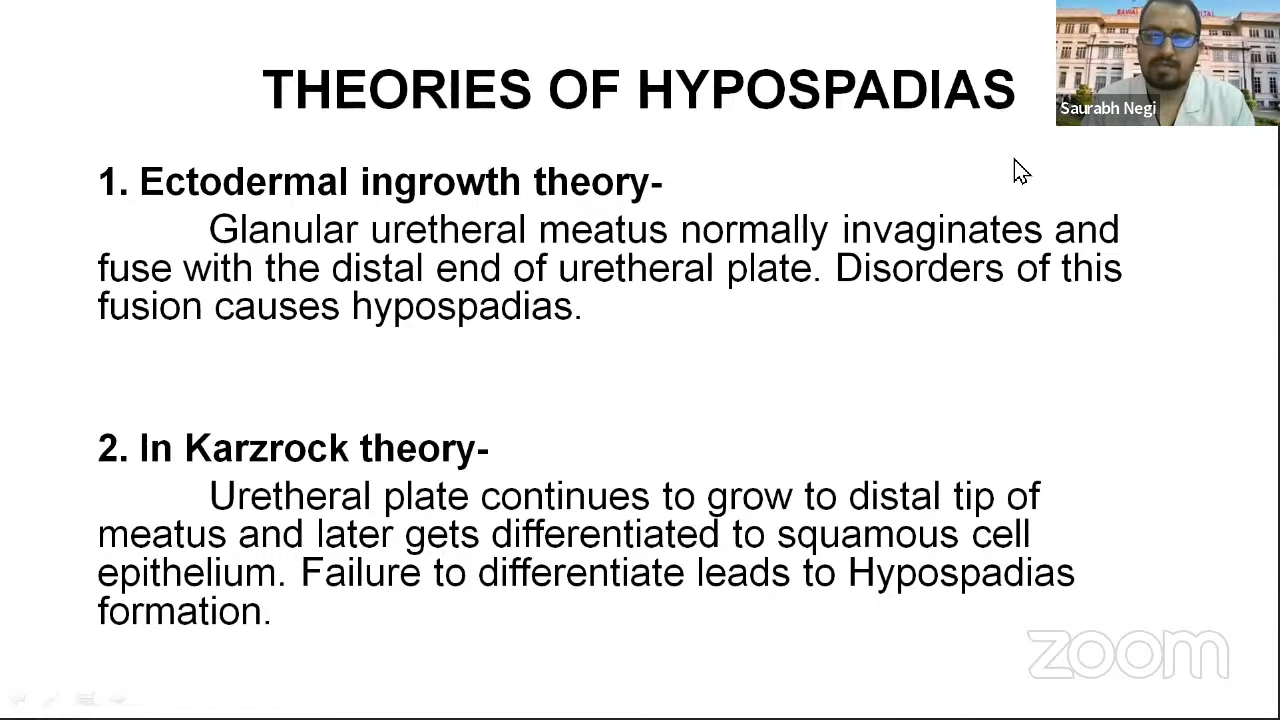 THEORIES OF HYPOSPADIAS
Saurabh Negi
1. Ectodermal ingrowth theory-
Glanular uretheral meatus normally invaginates and
fuse with the distal end of uretheral plate. Disorders of this
fusion causes hypospadias.
2. In Karzrock theory-
Uretheral plate continues to grow to distal tip of
meatus and later gets differentiated to squamous cell
epithelium. Failure to differentiate leads to Hypospadias
formation.
zoom